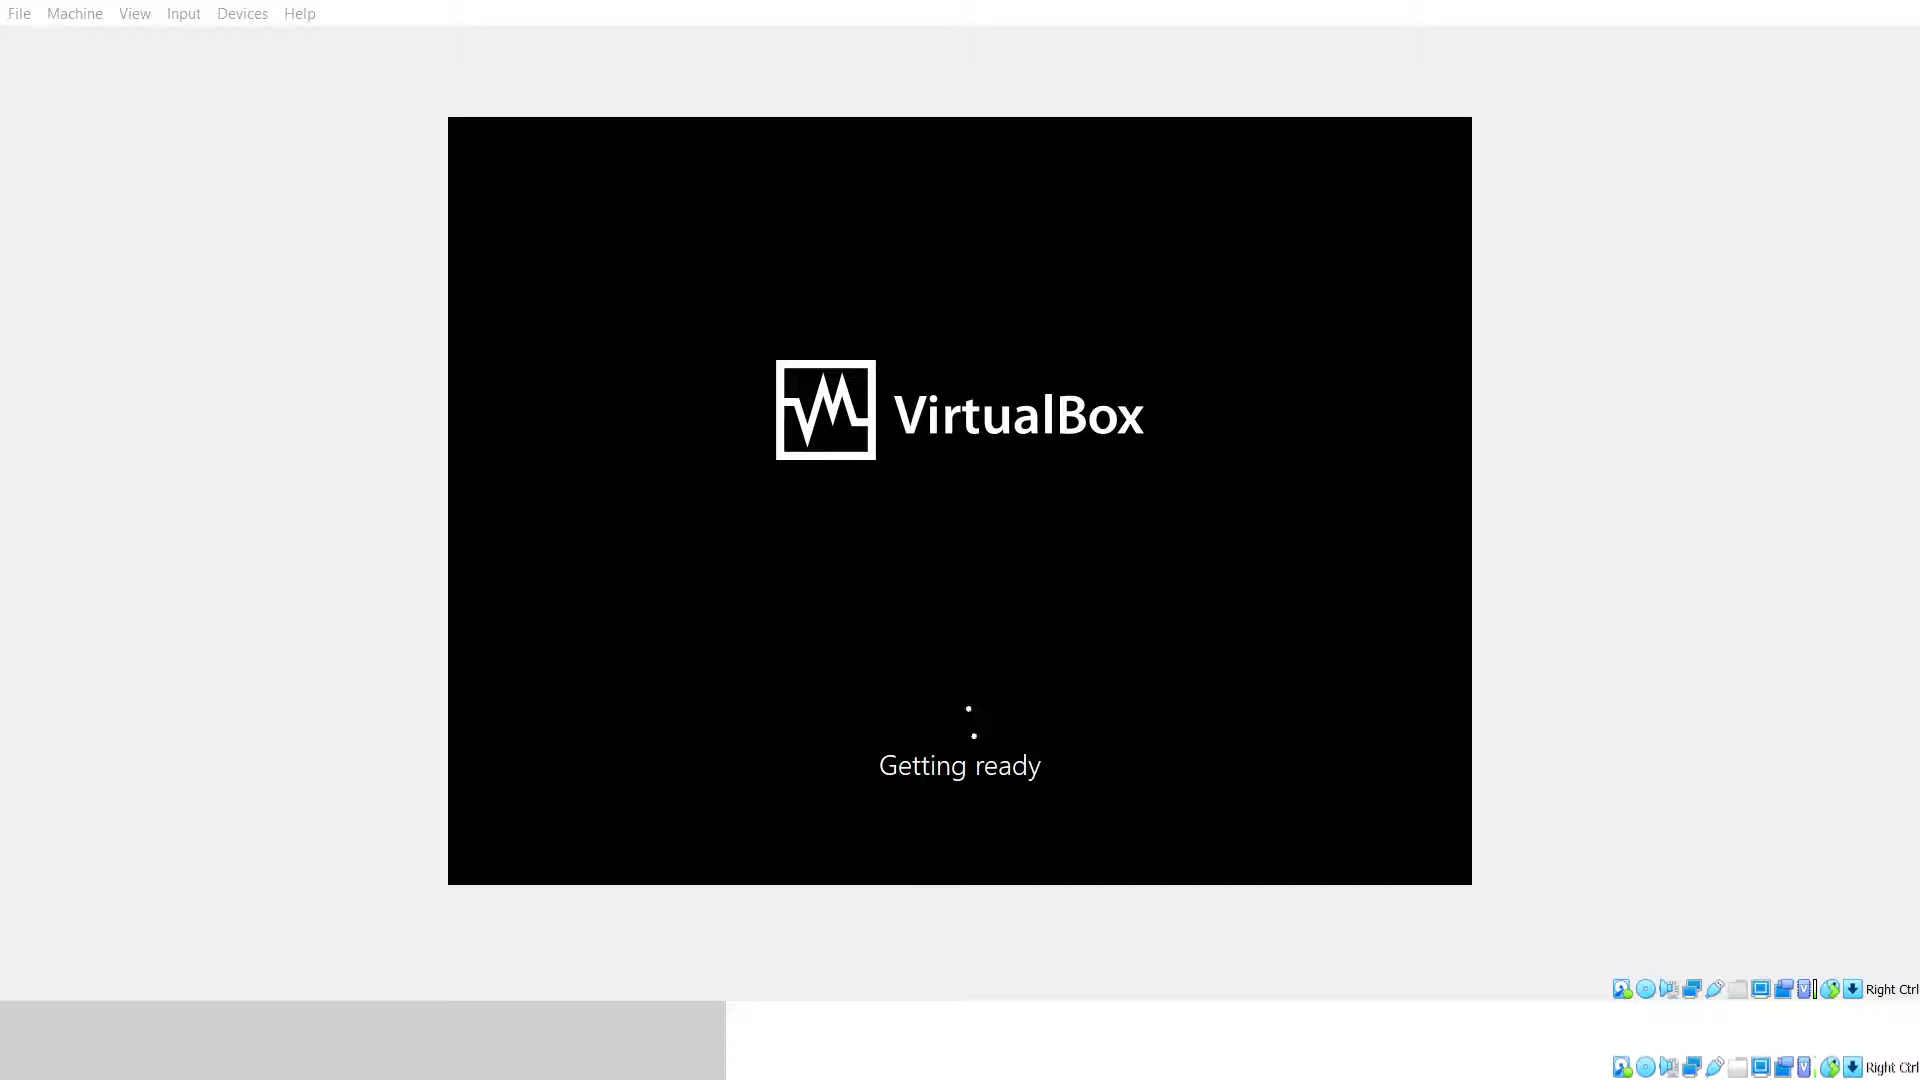 File Machine View Input Devices Help
VirtualBox
Getting ready
Right Ctrl
Right Ctrl